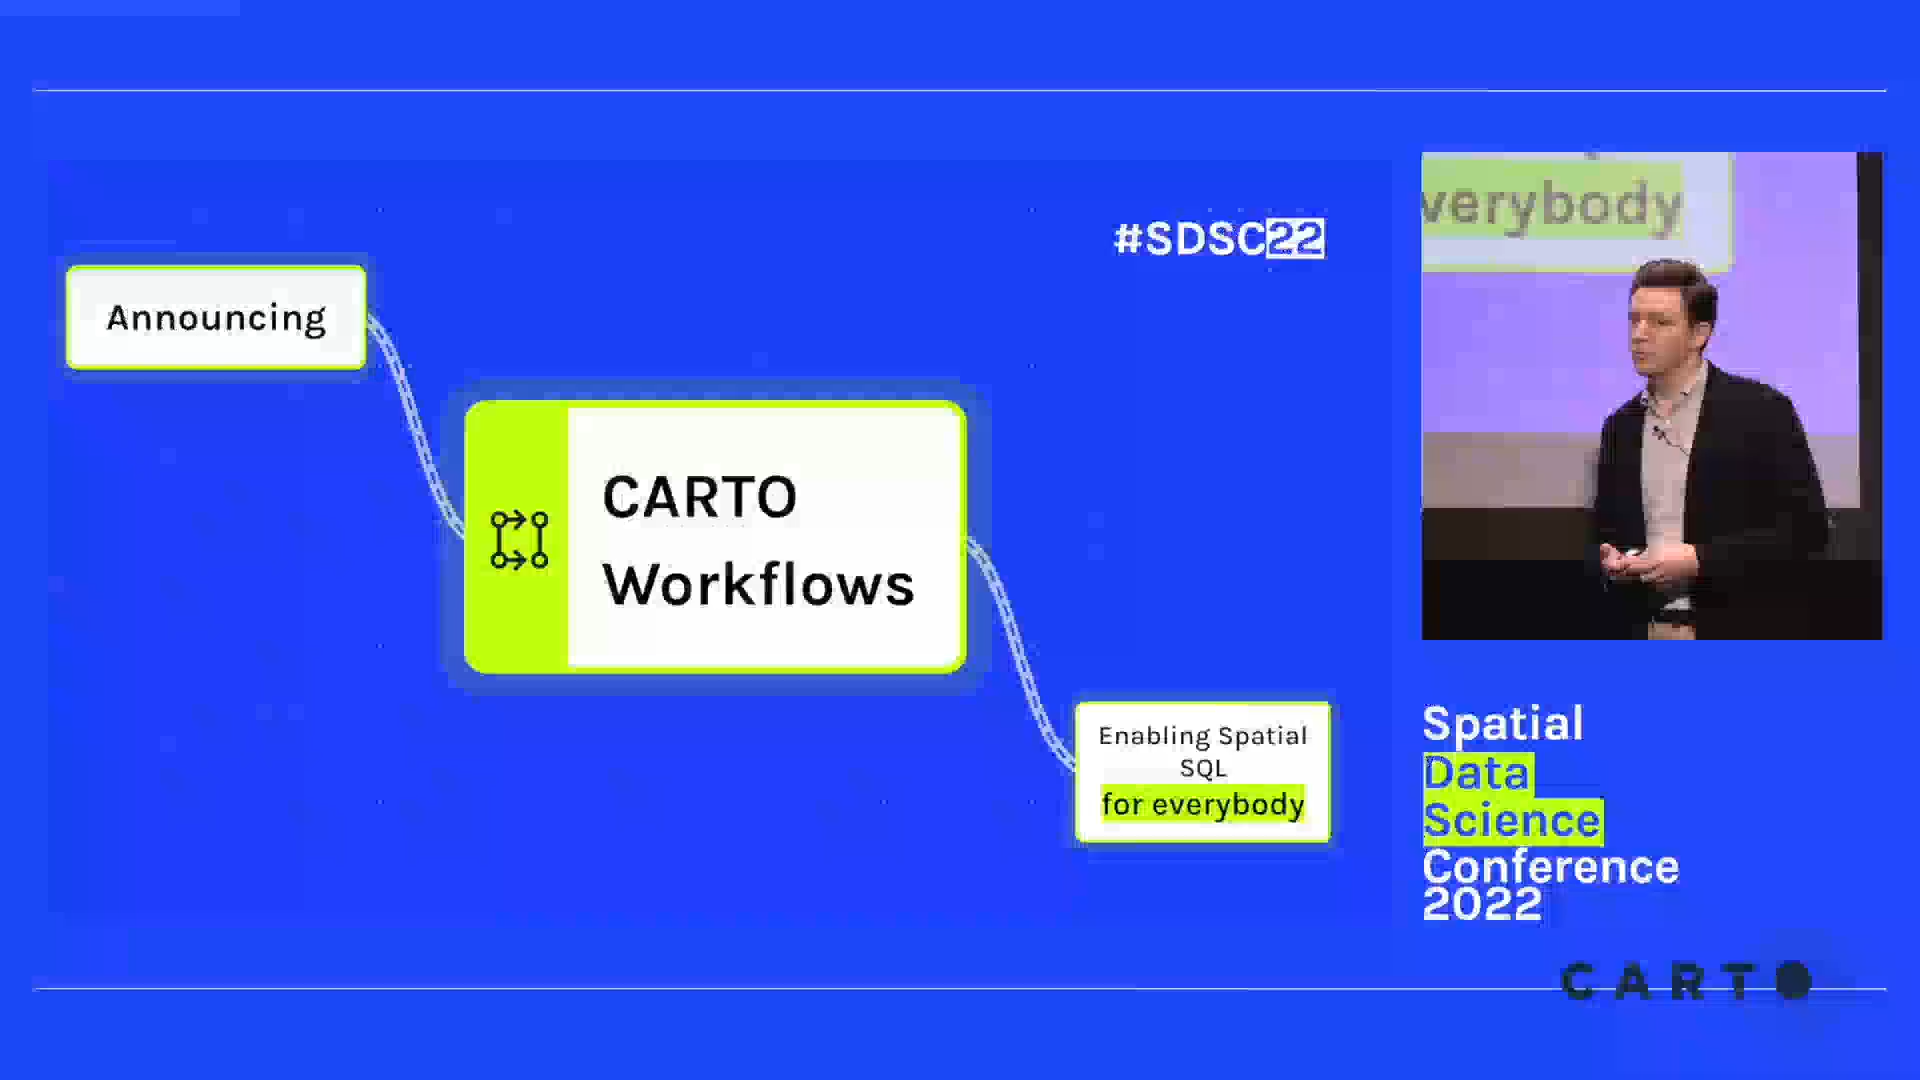 #SDSC22
Announcing
CARTO
Workflows
Enabling Spatial
SQL
for everybody
verybody
Spatial
Data
Science
Conference
2022
CARTO